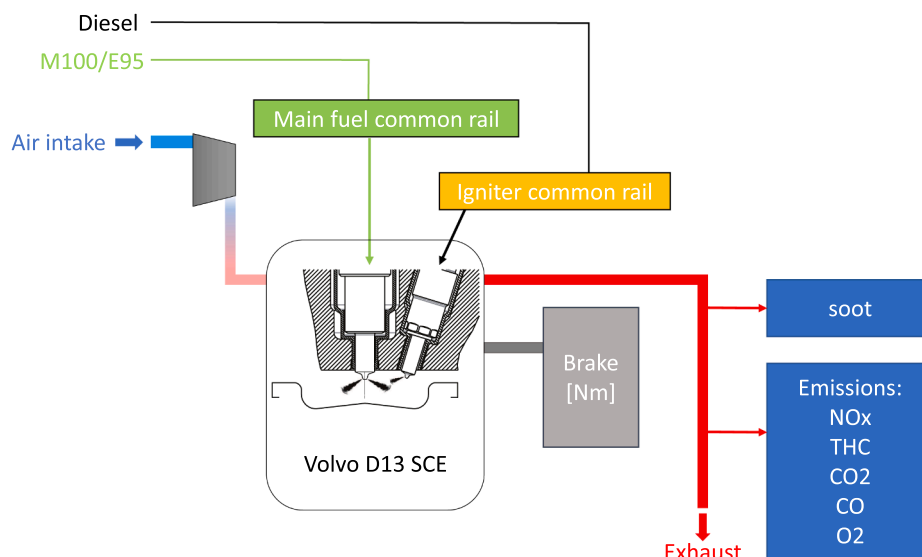 Diesel
M100/E95
Main fuel common rail
Air intake
Igniter common rail
soot
Brake
[Nm]
Emissions:
NOx
THC
CO2
CO
O2
Volvo D13 SCE
Exhaust